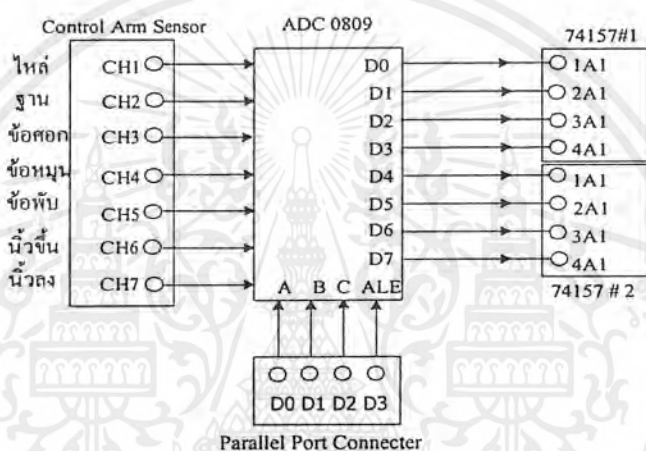 Control Arm Sensor
ADC 0809
74157#1
ไหล่ CH1 D0 1A1
ฐาน CH2 D1 2A1
ข้อศอก CH3 D2 3A1
D3 4A1
ข้อหมุน CH4 D4 1A1
ข้อพับ CH5 D5 2A1
นิ้วขึ้น CH6 D6 3A1
D7 4A1
นิ้วลง CH7 A B C ALE
74157 # 2
D0 D1 D2 D3
Parallel Port Connecter